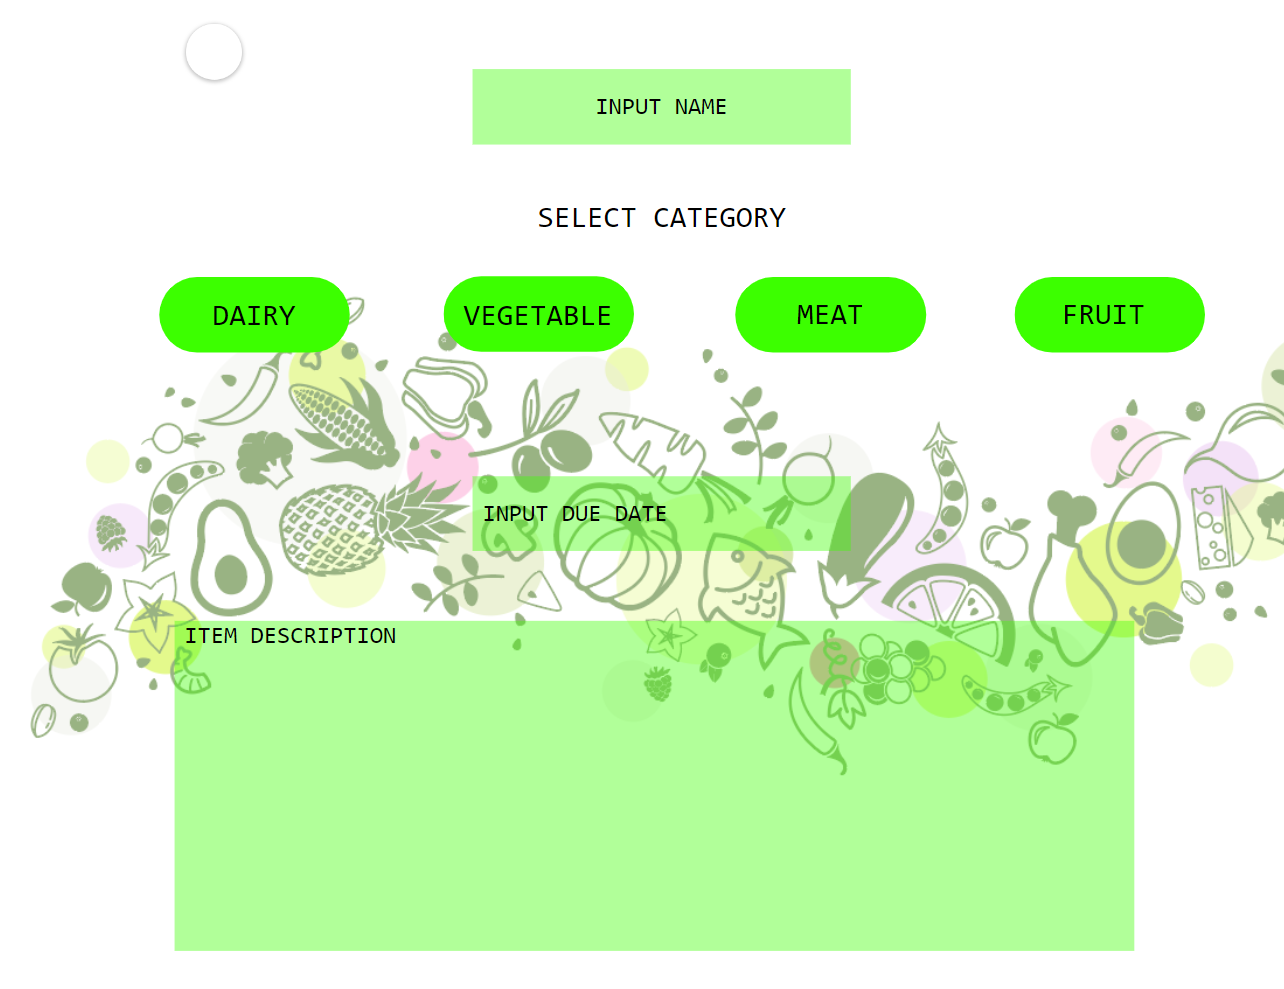 INPUT NAME
SELECT CATEGORY
DAIRY
VEGETABLE
MEAT
FRUIT
INPUT DUE DATE
ITEM DESCRIPTION